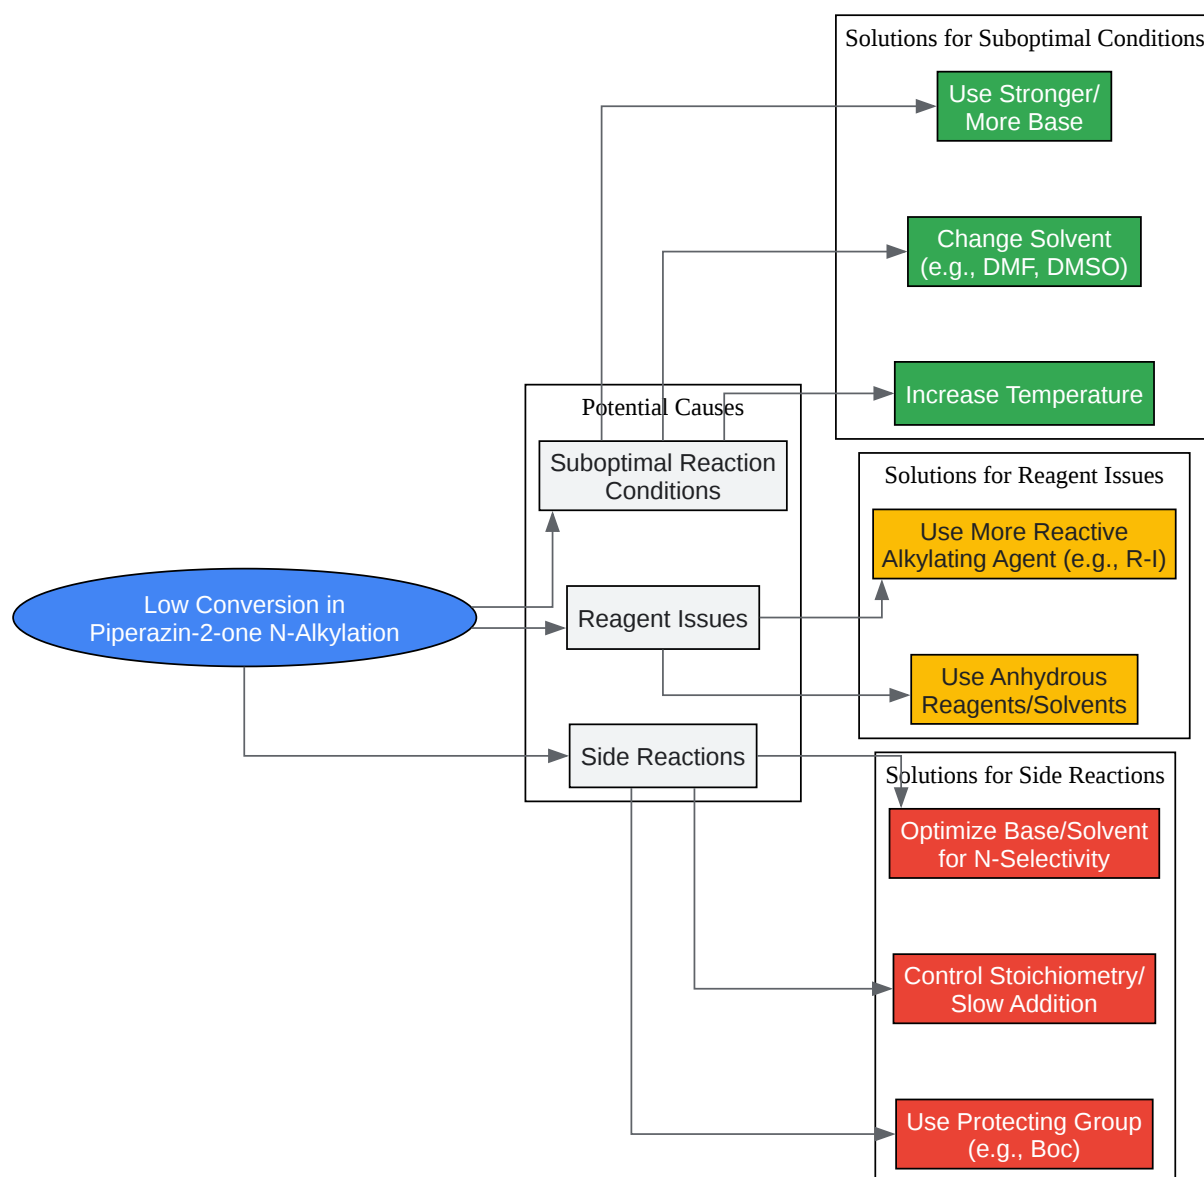 Solutions for Suboptimal Conditions
Use Stronger/
More Base
Change Solvent
(e.g., DMF, DMSO)
Increase Temperature
Potential Causes
Suboptimal Reaction
Conditions
Reagent Issues
Side Reactions
Low Conversion in
Piperazin-2-one N-Alkylation
Solutions for Reagent Issues
Use More Reactive
Alkylating Agent (e.g., R-I)
Use Anhydrous
Reagents/Solvents
Solutions for Side Reactions
Optimize Base/Solvent
for N-Selectivity
Control Stoichiometry/
Slow Addition
Use Protecting Group
(e.g., Boc)